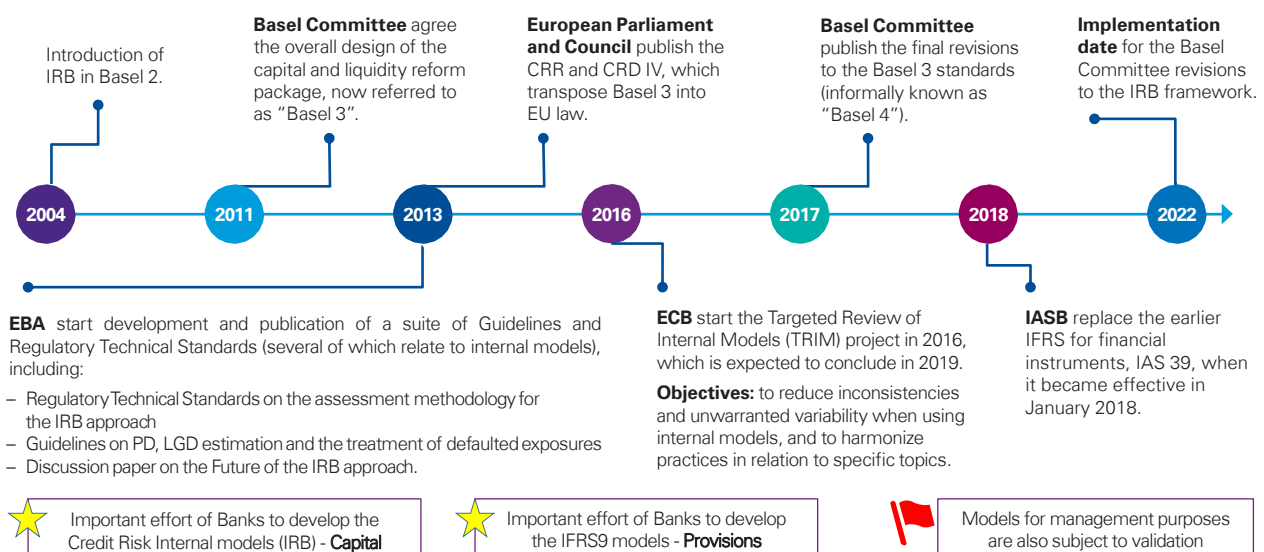 Introduction of
IRB in Basel 2.
Basel Committee agree
the overall design of the
capital and liquidity reform
package, now referred to
as “Basel 3”.
European Parliament
and Council publish the
CRR and CRD IV, which
transpose Basel 3 into
EU law.
Basel Committee
publish the final revisions
to the Basel 3 standards
(informally known as
“Basel 4”).
Implementation
date for the Basel
Committee revisions
to the IRB framework.
2004
2011
2013
2016
2017
2018
2022
EBA start development and publication of a suite of Guidelines and
Regulatory Technical Standards (several of which relate to internal models),
including:
– Regulatory Technical Standards on the assessment methodology for
the IRB approach
– Guidelines on PD, LGD estimation and the treatment of defaulted exposures
– Discussion paper on the Future of the IRB approach.
ECB start the Targeted Review of
Internal Models (TRIM) project in 2016,
which is expected to conclude in 2019.
Objectives: to reduce inconsistencies
and unwarranted variability when using
internal models, and to harmonize
practices in relation to specific topics.
IASB replace the earlier
IFRS for financial
instruments, IAS 39, when
it became effective in
January 2018.
Important effort of Banks to develop the
Credit Risk Internal models (IRB) - Capital
Important effort of Banks to develop
the IFRS9 models - Provisions
Models for management purposes
are also subject to validation